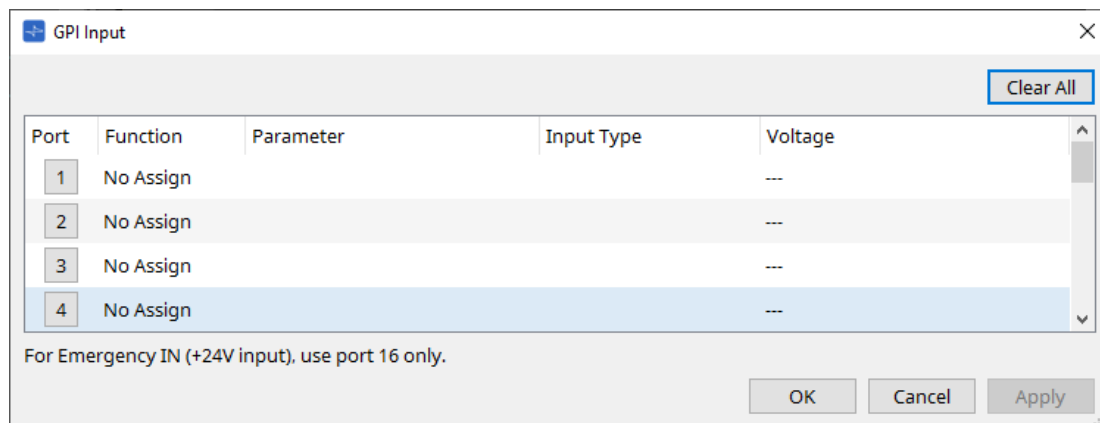 GPI Input
Clear All
Port Function Parameter Input Type Voltage
1 No Assign ---
2 No Assign ---
3 No Assign ---
4 No Assign ---
For Emergency IN (+24V input), use port 16 only.
OK Cancel Apply